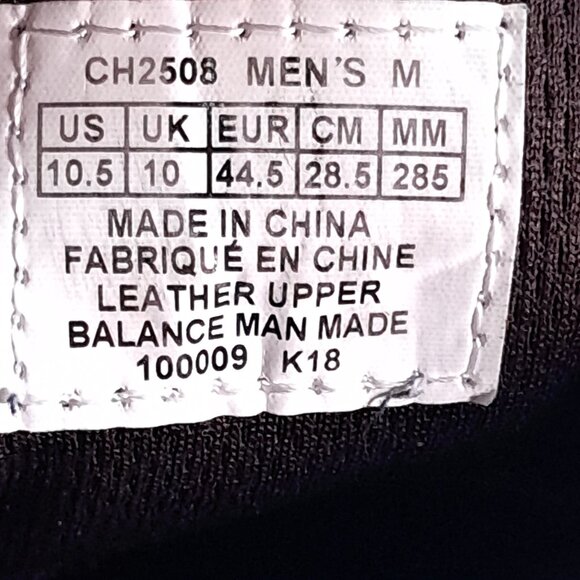 CH2508 MEN'S M
US UK EUR CM MM
10.5 10 44.5 28.5 285
MADE IN CHINA
FABRIQUÉ EN CHINE
LEATHER UPPER
BALANCE MAN MADE
100009 K18